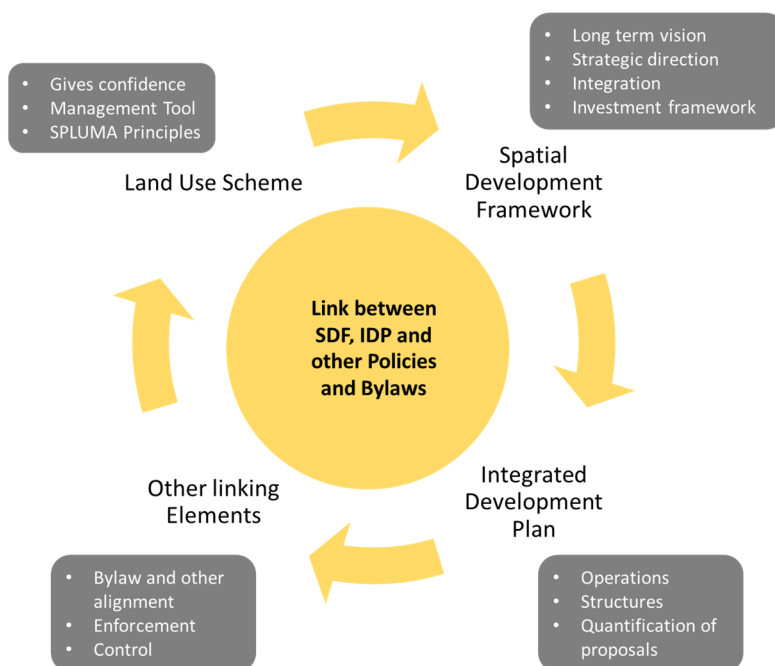 • Long term vision
• Strategic direction
• Integration
• Investment framework
• Gives confidence
• Management Tool
• SPLUMA Principles
Land Use Scheme
Spatial
Development
Framework
Link between
SDF, IDP and
other Policies
and Bylaws
Other linking
Elements
Integrated
Development
Plan
• Bylaw and other
alignment
• Enforcement
• Control
• Operations
• Structures
• Quantification of
proposals